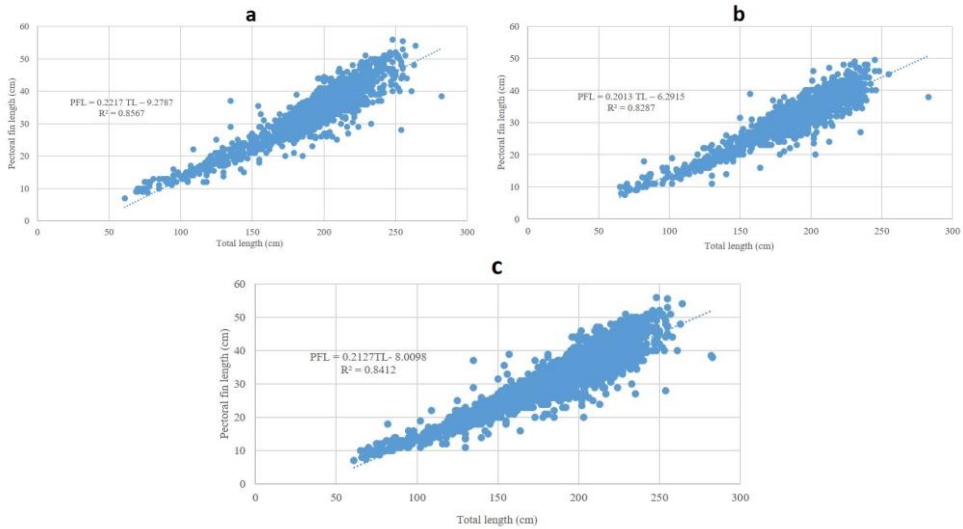 a
Pectoral fin length (cm)
60
50
40
30
20
10
0
PFL = 0.2217 TL – 9.2787
R² = 0.8567
0 50 100 150 200 250 300
Total length (cm)
b
Pectoral fin length (cm)
60
50
40
30
20
10
0
PFL = 0.2013 TL – 6.2915
R² = 0.8287
0 50 100 150 200 250 300
Total length (cm)
c
Pectoral fin length (cm)
60
50
40
30
20
10
0
PFL = 0.2127TL- 8.0098
R² = 0.8412
0 50 100 150 200 250 300
Total length (cm)